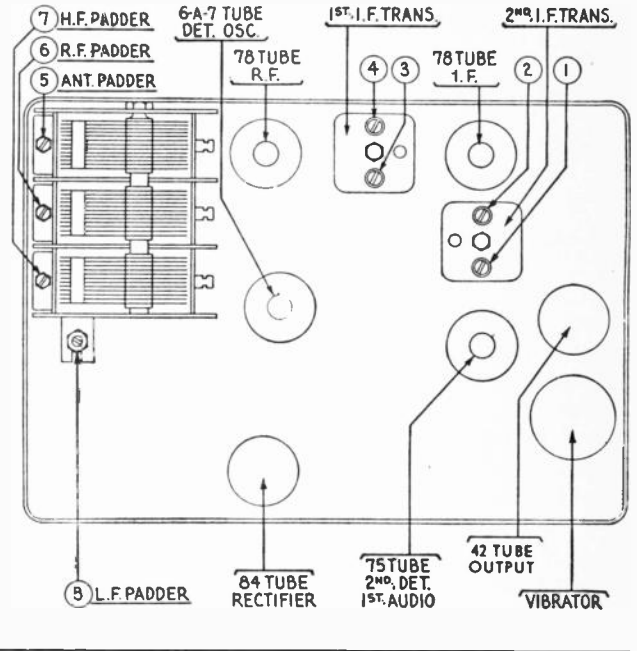 7 H.F. PADDER
6 R.F. PADDER
5 ANT. PADDER
6-A-7 TUBE
DET. OSC.
78 TUBE
R.F.
1ST. I.F. TRANS.
4 3
78 TUBE
I.F.
2ND. I.F. TRANS.
2 1
8 L.F. PADDER
84 TUBE
RECTIFIER
75 TUBE
2ND. DET.
1ST. AUDIO
42 TUBE
OUTPUT
VIBRATOR